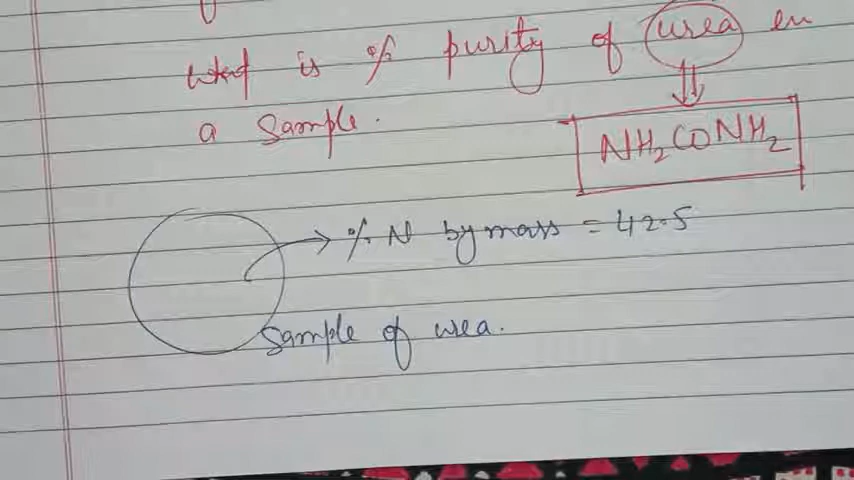 what is % purity of urea in
a sample.
NH2CONH2
% N by mass = 42.5
Sample of urea.